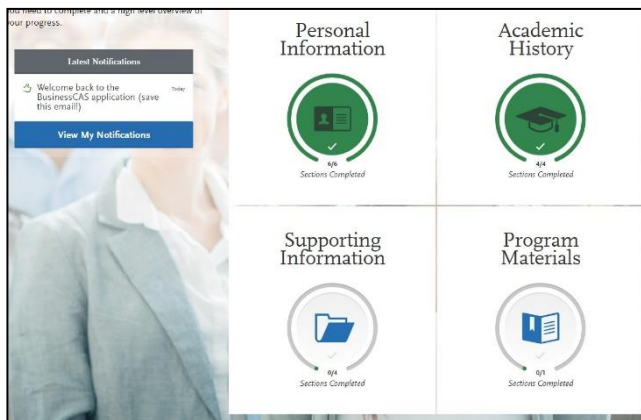 you need to complete and a high level overview of
your progress.
Latest Notifications
Welcome back to the
BusinessCAS application (save
this email!)
Today
View My Notifications
Personal
Information
6/6
Sections Completed
Academic
History
4/4
Sections Completed
Supporting
Information
0/4
Sections Completed
Program
Materials
0/1
Sections Completed